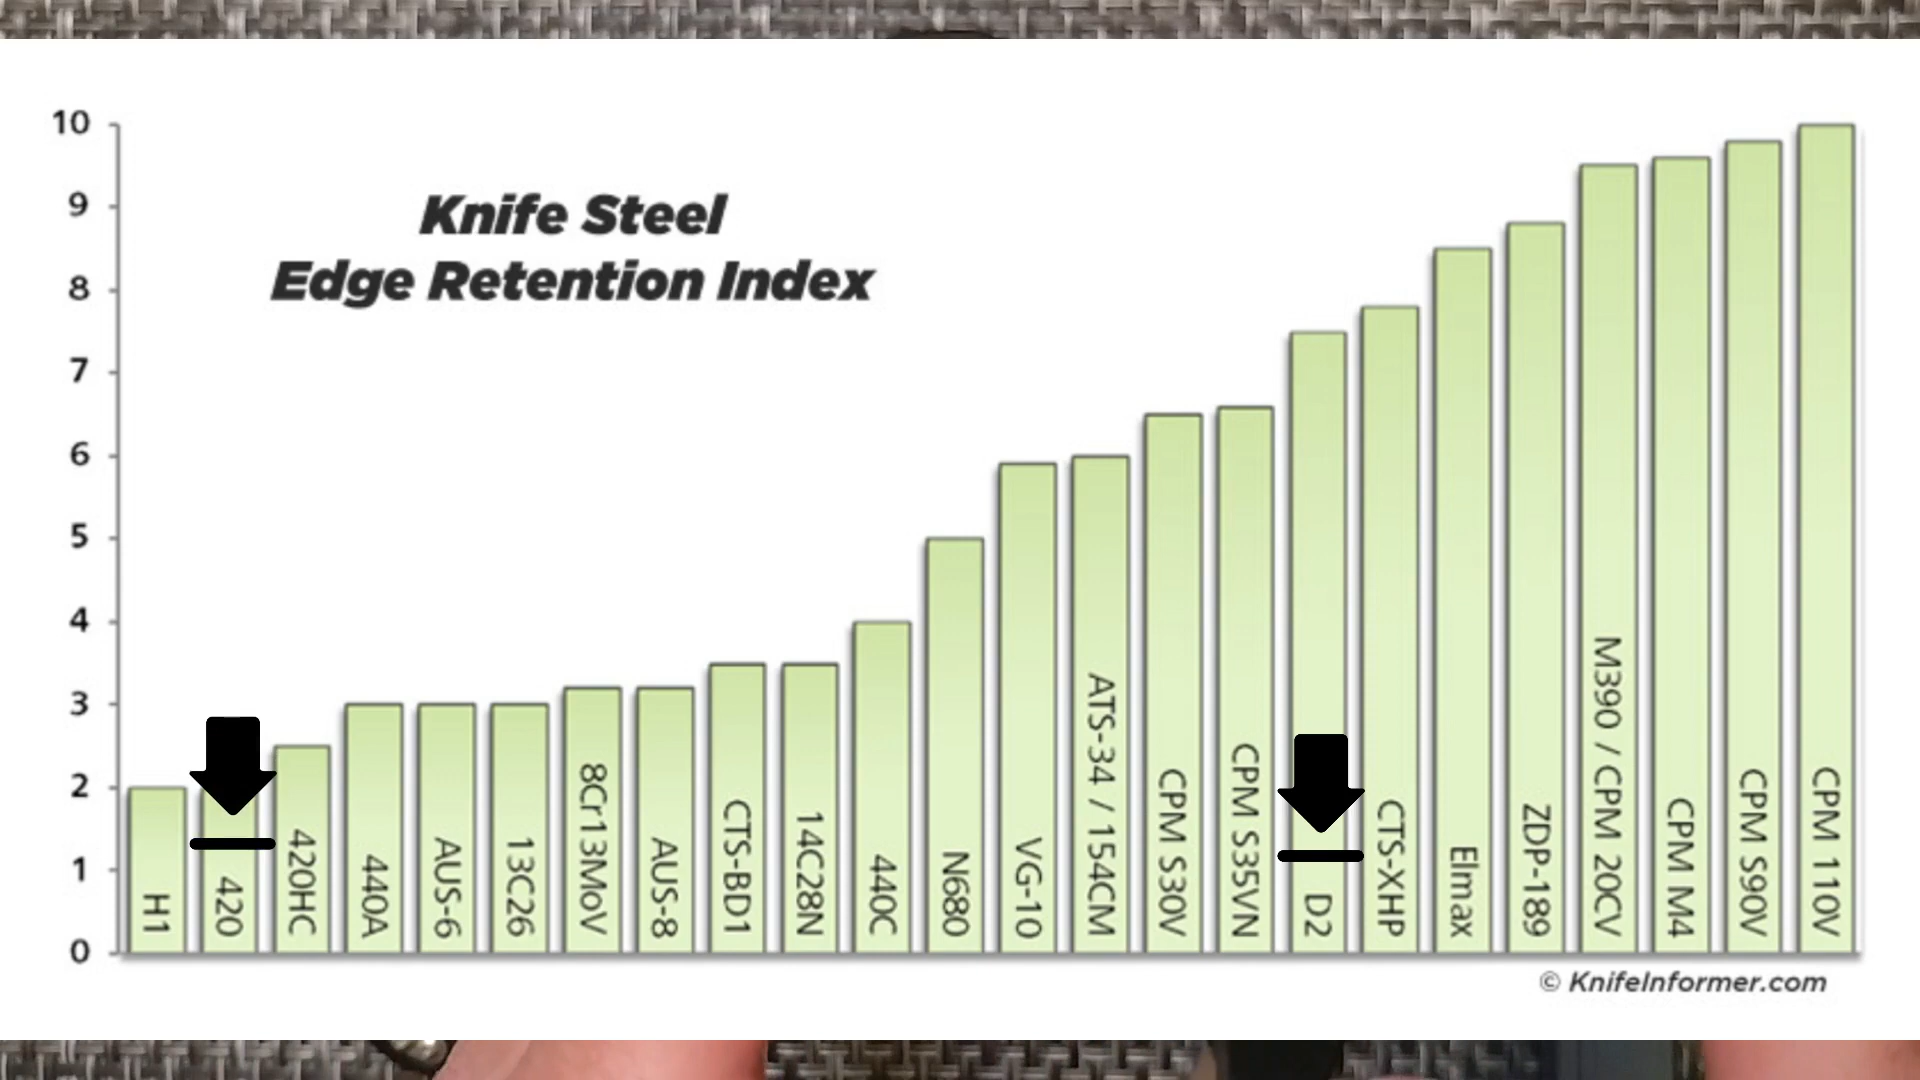 Knife Steel
Edge Retention Index
10
9
8
7
6
5
4
3
2
1
0
H1
420
420HC
440A
AUS-6
13C26
8Cr13MoV
AUS-8
CTS-BD1
14C28N
440C
N680
VG-10
ATS-34 / 154CM
CPM S30V
CPM S35VN
D2
CTS-XHP
Elmax
ZDP-189
M390 / CPM 20CV
CPM M4
CPM S90V
CPM 110V
© KnifeInformer.com